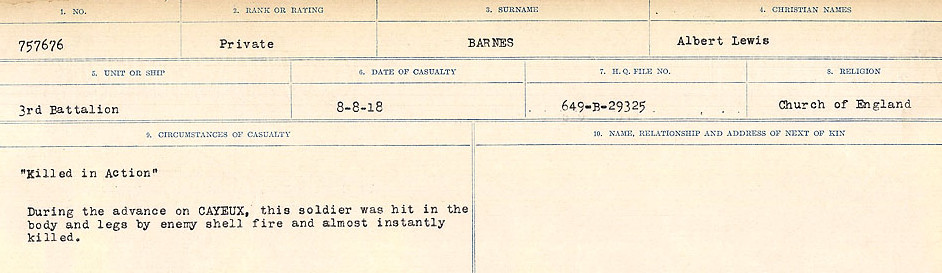 1. NO. 2. RANK OR RATING 3. SURNAME 4. CHRISTIAN NAMES
757676 Private BARNES Albert Lewis
5. UNIT OR SHIP 6. DATE OF CASUALTY 7. H. Q. FILE NO. 8. RELIGION
3rd Battalion 8-8-18 649-B-29325 Church of England
9. CIRCUMSTANCES OF CASUALTY 10. NAME, RELATIONSHIP AND ADDRESS OF NEXT OF KIN
"Killed in Action"
During the advance on CAYEUX, this soldier was hit in the
body and legs by enemy shell fire and almost instantly
killed.